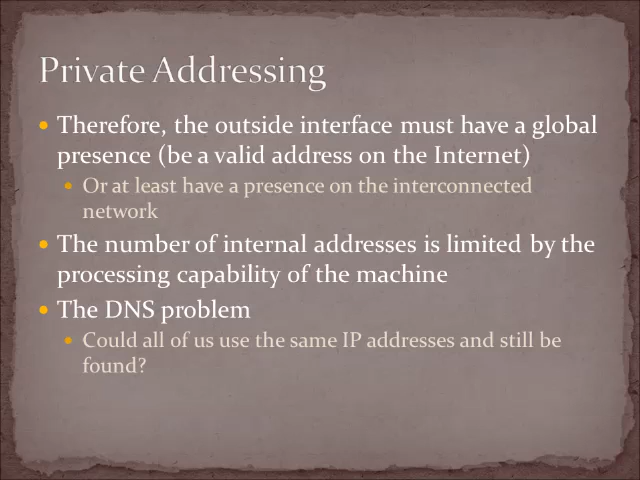 Private Addressing
• Therefore, the outside interface must have a global
presence (be a valid address on the Internet)
• Or at least have a presence on the interconnected
network
• The number of internal addresses is limited by the
processing capability of the machine
• The DNS problem
• Could all of us use the same IP addresses and still be
found?